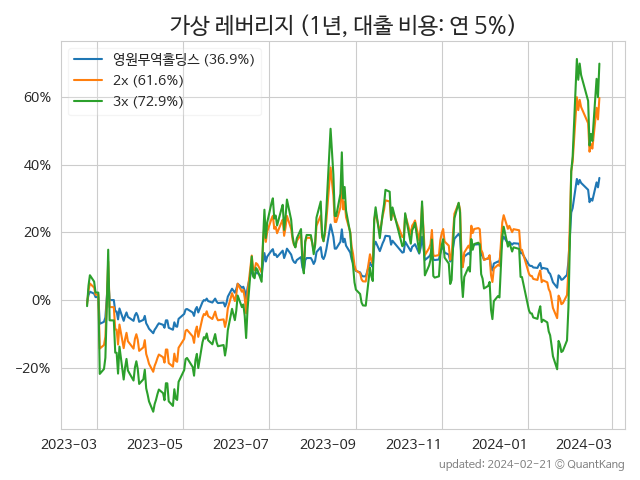 가상 레버리지 (1년, 대출 비용: 연 5%)
영원무역홀딩스 (36.9%)
2x (61.6%)
3x (72.9%)
60%
40%
20%
0%
−20%
2023-03 2023-05 2023-07 2023-09 2023-11 2024-01 2024-03
updated: 2024-02-21 © QuantKang